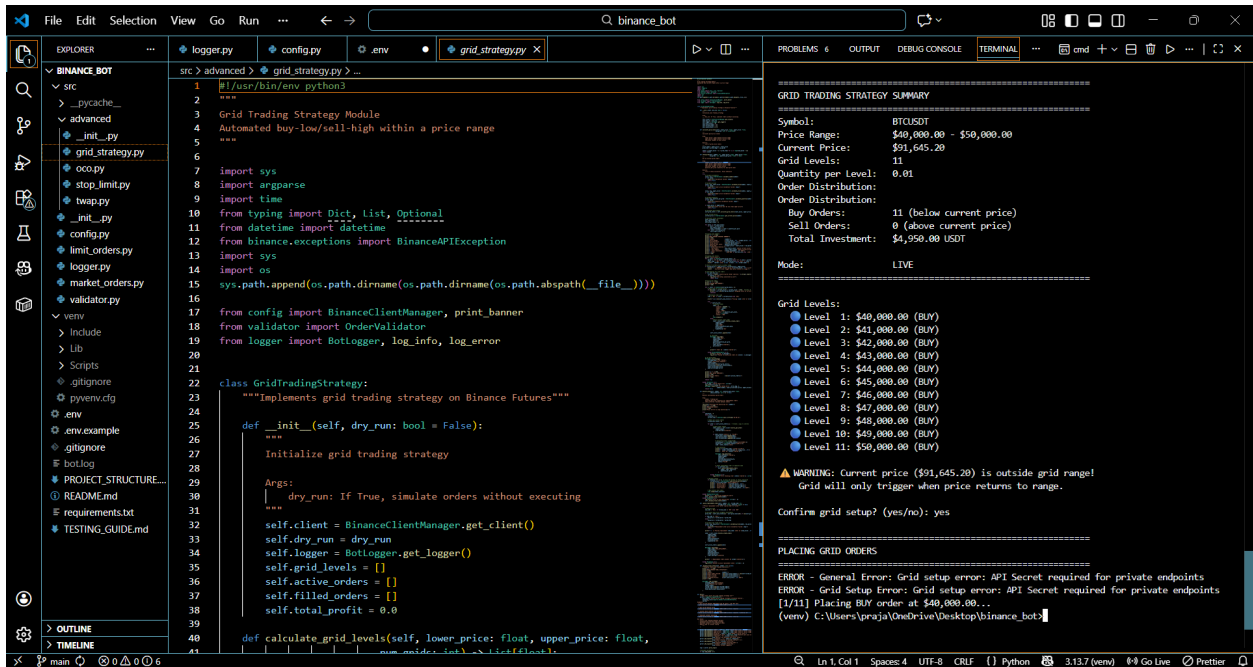 File Edit Selection View Go Run ··· binance_bot
EXPLORER ···
BINANCE_BOT
src
__pycache__
advanced
__init__.py
grid_strategy.py
oco.py
stop_limit.py
twap.py
__init__.py
config.py
limit_orders.py
logger.py
market_orders.py
validator.py
venv
Include
Lib
Scripts
.gitignore
pyvenv.cfg
.env
.env.example
.gitignore
bot.log
PROJECT_STRUCTURE....
README.md
requirements.txt
TESTING_GUIDE.md
OUTLINE
TIMELINE
logger.py config.py .env grid_strategy.py
src > advanced > grid_strategy.py > ...
1 #!/usr/bin/env python3
2 """
3 Grid Trading Strategy Module
4 Automated buy-low/sell-high within a price range
5 """
6
7 import sys
8 import argparse
9 import time
10 from typing import Dict, List, Optional
11 from datetime import datetime
12 from binance.exceptions import BinanceAPIException
13 import sys
14 import os
15 sys.path.append(os.path.dirname(os.path.dirname(os.path.abspath(__file__))))
16
17 from config import BinanceClientManager, print_banner
18 from validator import OrderValidator
19 from logger import BotLogger, log_info, log_error
20
21
22 class GridTradingStrategy:
23 """Implements grid trading strategy on Binance Futures"""
24
25 def __init__(self, dry_run: bool = False):
26 """
27 Initialize grid trading strategy
28
29 Args:
30 dry_run: If True, simulate orders without executing
31 """
32 self.client = BinanceClientManager.get_client()
33 self.dry_run = dry_run
34 self.logger = BotLogger.get_logger()
35 self.grid_levels = []
36 self.active_orders = []
37 self.filled_orders = []
38 self.total_profit = 0.0
39
40 def calculate_grid_levels(self, lower_price: float, upper_price: float,
41 num_grids: int) -> List[float]:
PROBLEMS 6 OUTPUT DEBUG CONSOLE TERMINAL ··· cmd
================================================================
GRID TRADING STRATEGY SUMMARY
================================================================
Symbol: BTCUSDT
Price Range: $40,000.00 - $50,000.00
Current Price: $91,645.20
Grid Levels: 11
Quantity per Level: 0.01
Order Distribution:
Order Distribution:
Buy Orders: 11 (below current price)
Sell Orders: 0 (above current price)
Total Investment: $4,950.00 USDT
Mode: LIVE
================================================================
Grid Levels:
Level 1: $40,000.00 (BUY)
Level 2: $41,000.00 (BUY)
Level 3: $42,000.00 (BUY)
Level 4: $43,000.00 (BUY)
Level 5: $44,000.00 (BUY)
Level 6: $45,000.00 (BUY)
Level 7: $46,000.00 (BUY)
Level 8: $47,000.00 (BUY)
Level 9: $48,000.00 (BUY)
Level 10: $49,000.00 (BUY)
Level 11: $50,000.00 (BUY)
WARNING: Current price ($91,645.20) is outside grid range!
Grid will only trigger when price returns to range.
Confirm grid setup? (yes/no): yes
================================================================
PLACING GRID ORDERS
================================================================
ERROR - General Error: Grid setup error: API Secret required for private endpoints
ERROR - Grid Setup Error: Grid setup error: API Secret required for private endpoints
[1/11] Placing BUY order at $40,000.00...
(venv) C:\Users\praja\OneDrive\Desktop\binance_bot>
main 0 0 0 6 Ln 1, Col 1 Spaces: 4 UTF-8 CRLF { } Python 3.13.7 (venv) Go Live Prettier